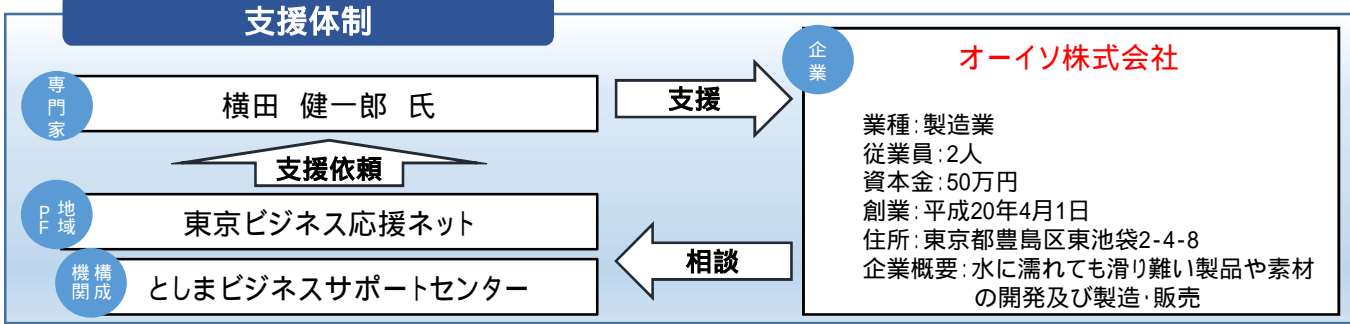 支援体制
専門家
横田 健一郎 氏
支援
支援依頼
地域PF
東京ビジネス応援ネット
構成機関
としまビジネスサポートセンター
相談
企業
オーイソ株式会社
業種:製造業
従業員:2人
資本金:50万円
創業:平成20年4月1日
住所:東京都豊島区東池袋2-4-8
企業概要:水に濡れても滑り難い製品や素材
の開発及び製造・販売